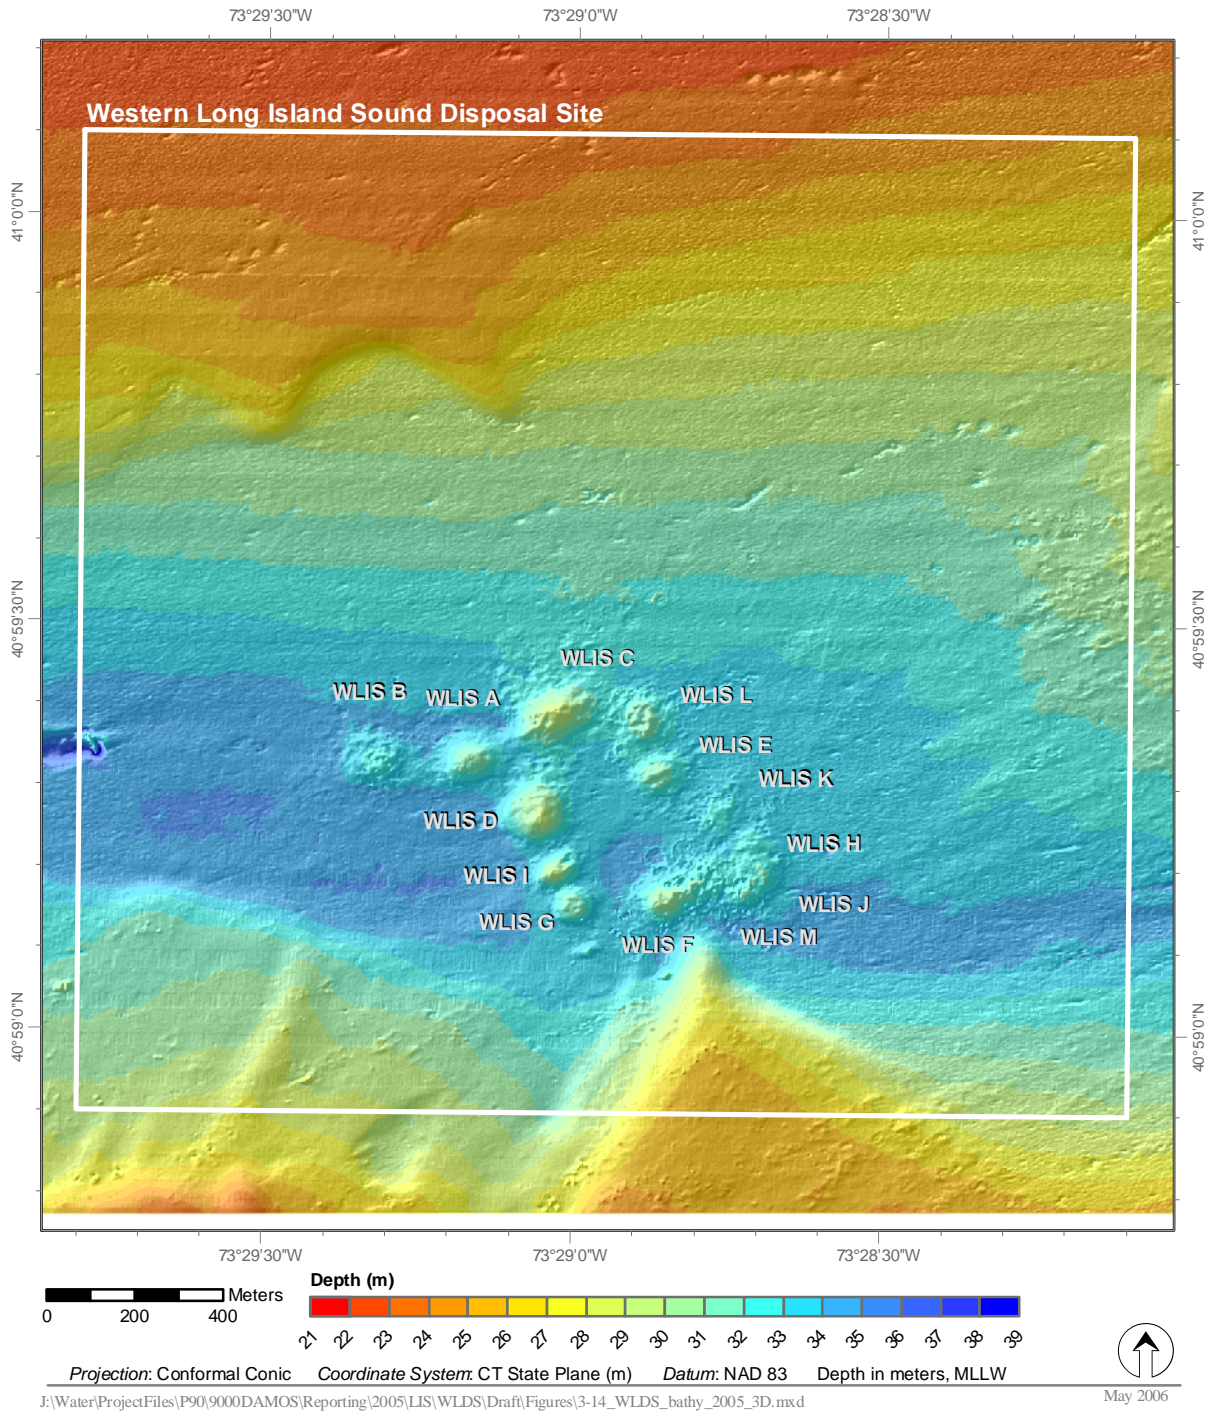 73°29'30"W 73°29'0"W 73°28'30"W
Western Long Island Sound Disposal Site
41°0'0"N
41°0'0"N
40°59'30"N
40°59'30"N
WLIS C
WLIS B
WLIS A
WLIS L
WLIS E
WLIS K
WLIS D
WLIS H
WLIS I
WLIS J
WLIS G
WLIS F
WLIS M
40°59'0"N
40°59'0"N
73°29'30"W 73°29'0"W 73°28'30"W
Depth (m)
Meters
0 200 400
21 22 23 24 25 26 27 28 29 30 31 32 33 34 35 36 37 38 39
Projection: Conformal Conic Coordinate System: CT State Plane (m) Datum: NAD 83 Depth in meters, MLLW
J:\Water\ProjectFiles\P90\9000DAMOS\Reporting\2005\LIS\WLDS\Draft\Figures\3-14_WLDS_bathy_2005_3D.mxd
May 2006